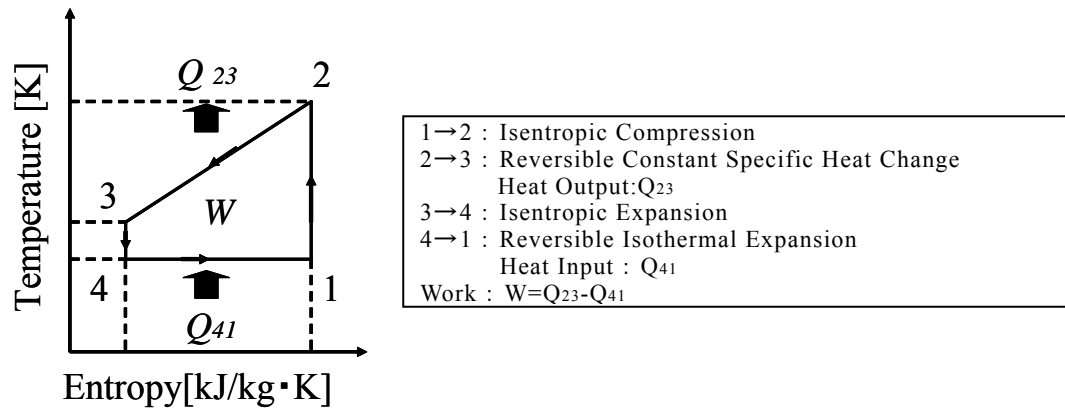 Temperature [K]
Q 23
2
3
W
4
1
Q41
Entropy[kJ/kg・K]
1→2 : Isentropic Compression
2→3 : Reversible Constant Specific Heat Change
Heat Output:Q23
3→4 : Isentropic Expansion
4→1 : Reversible Isothermal Expansion
Heat Input : Q41
Work : W=Q23-Q41